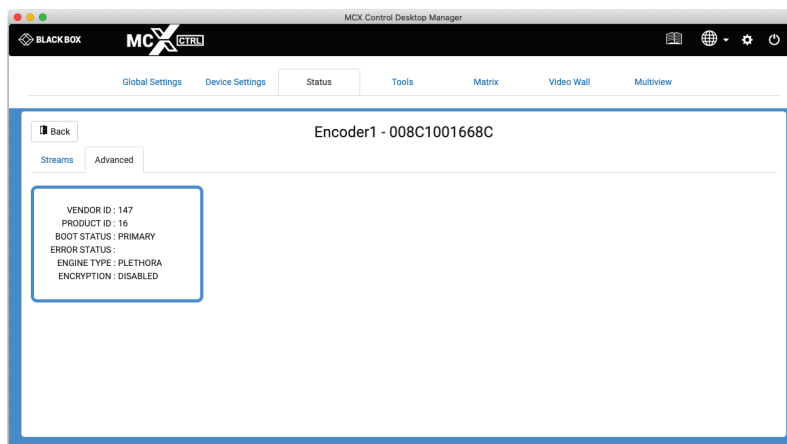 MCX Control Desktop Manager
BLACK BOX
MCX CTRL
Global Settings Device Settings Status Tools Matrix Video Wall Multiview
Back
Encoder1 - 008C1001668C
Streams Advanced
VENDOR ID : 147
PRODUCT ID : 16
BOOT STATUS : PRIMARY
ERROR STATUS :
ENGINE TYPE : PLETHORA
ENCRYPTION : DISABLED